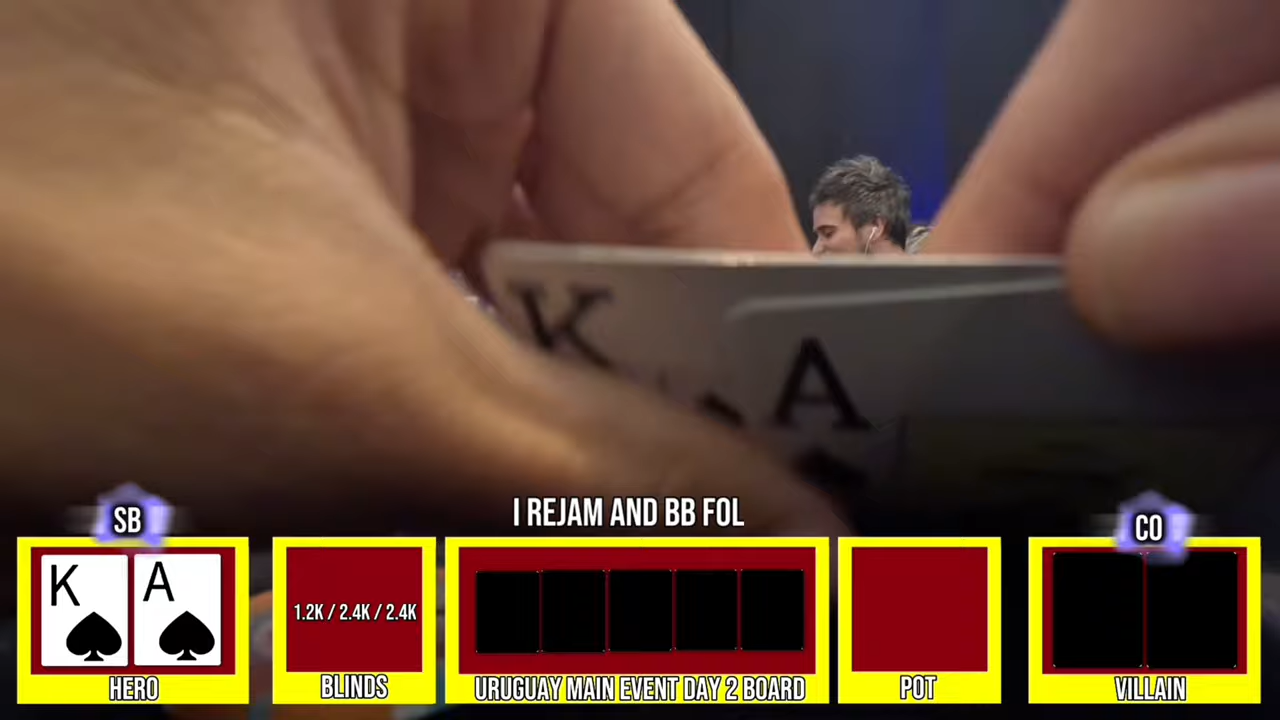 K
A
I REJAM AND BB FOL
SB
CO
K A
1.2K / 2.4K / 2.4K
HERO
BLINDS
URUGUAY MAIN EVENT DAY 2 BOARD
POT
VILLAIN